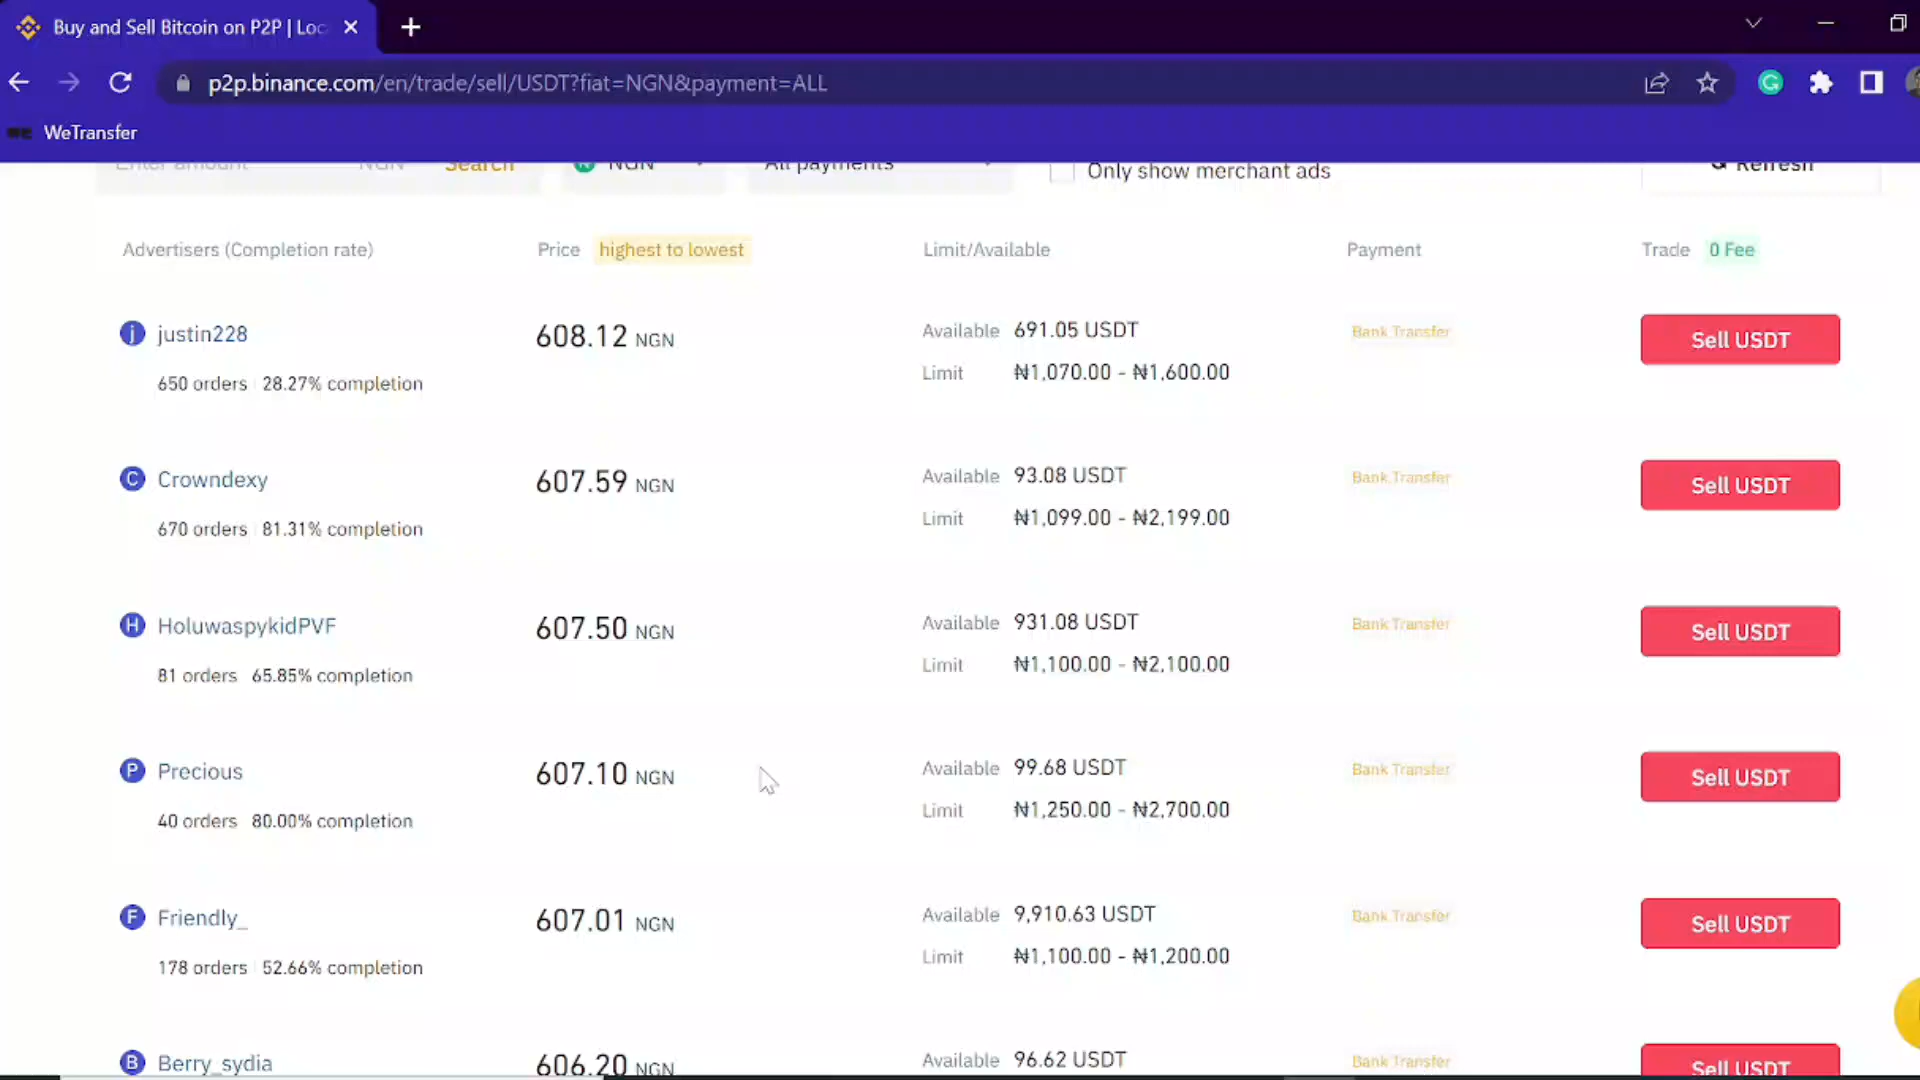 Buy and Sell Bitcoin on P2P | Loc
p2p.binance.com/en/trade/sell/USDT?fiat=NGN&payment=ALL
WeTransfer
Enter amount NGN Search NGN All payments Only show merchant ads Refresh
Advertisers (Completion rate) Price highest to lowest Limit/Available Payment Trade 0 Fee
j justin228 608.12 NGN Available 691.05 USDT Bank Transfer Sell USDT
650 orders 28.27% completion Limit ₦1,070.00 - ₦1,600.00
C Crowndexy 607.59 NGN Available 93.08 USDT Bank Transfer Sell USDT
670 orders 81.31% completion Limit ₦1,099.00 - ₦2,199.00
H HoluwaspykidPVF 607.50 NGN Available 931.08 USDT Bank Transfer Sell USDT
81 orders 65.85% completion Limit ₦1,100.00 - ₦2,100.00
P Precious 607.10 NGN Available 99.68 USDT Bank Transfer Sell USDT
40 orders 80.00% completion Limit ₦1,250.00 - ₦2,700.00
F Friendly_ 607.01 NGN Available 9,910.63 USDT Bank Transfer Sell USDT
178 orders 52.66% completion Limit ₦1,100.00 - ₦1,200.00
B Berry_sydia 606.20 NGN Available 96.62 USDT Bank Transfer Sell USDT